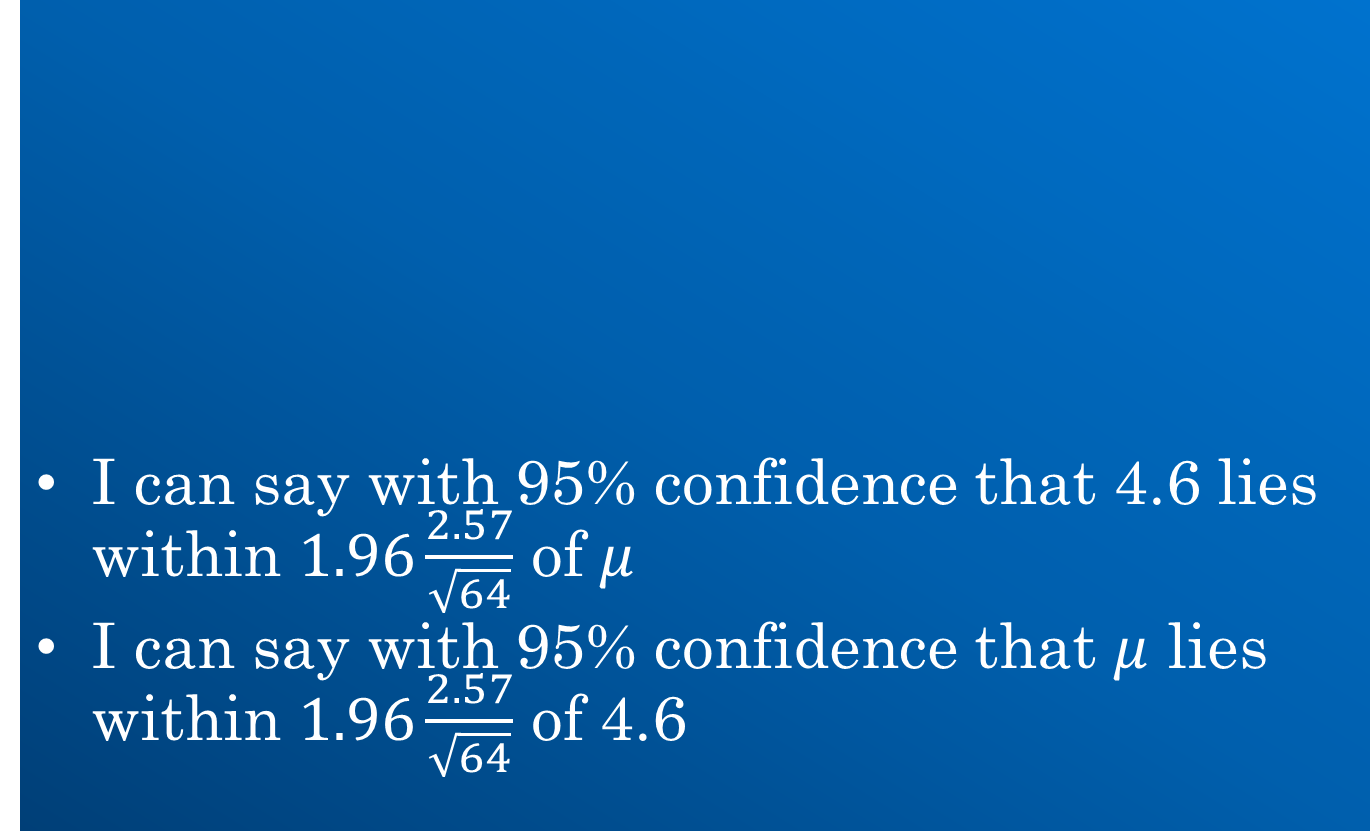 • I can say with 95% confidence that 4.6 lies
within 1.96 2.57/√64 of μ
• I can say with 95% confidence that μ lies
within 1.96 2.57/√64 of 4.6